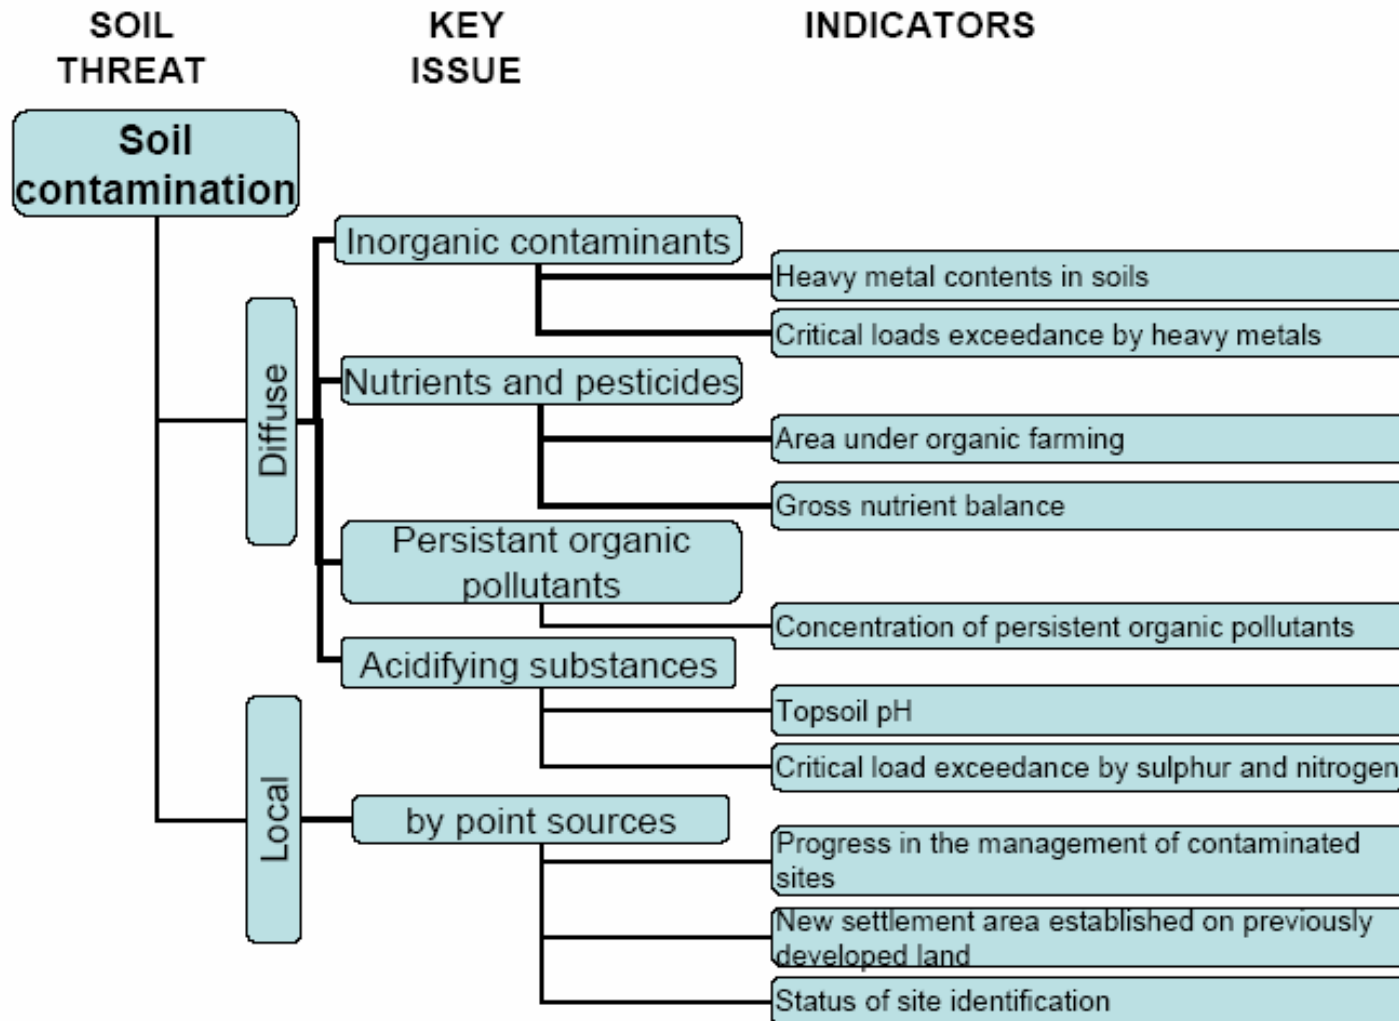 SOIL
THREAT
KEY
ISSUE
INDICATORS
Soil
contamination
Diffuse
Inorganic contaminants
Heavy metal contents in soils
Critical loads exceedance by heavy metals
Nutrients and pesticides
Area under organic farming
Gross nutrient balance
Persistant organic
pollutants
Concentration of persistent organic pollutants
Acidifying substances
Topsoil pH
Critical load exceedance by sulphur and nitrogen
Local
by point sources
Progress in the management of contaminated
sites
New settlement area established on previously
developed land
Status of site identification